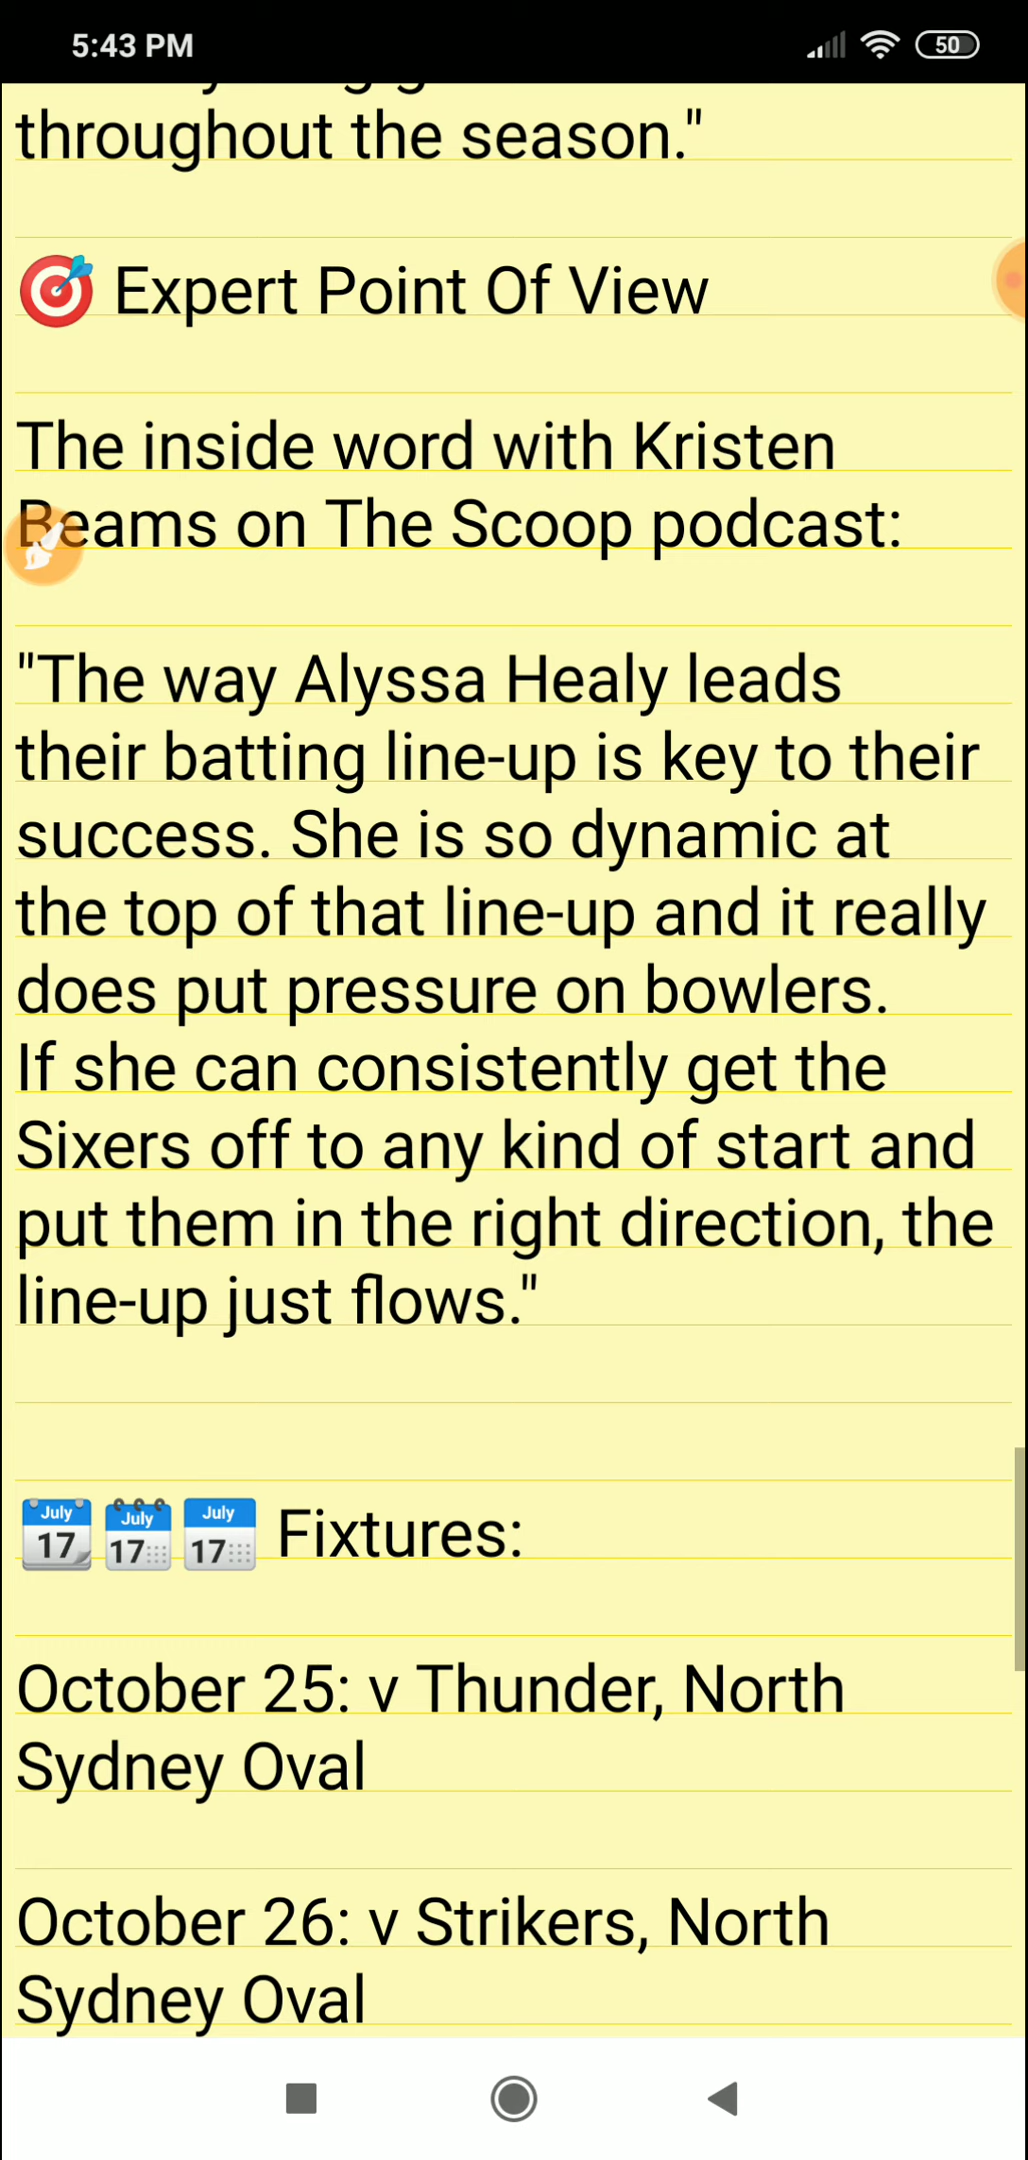 5:43 PM
50
throughout the season."
Expert Point Of View
The inside word with Kristen
Beams on The Scoop podcast:
"The way Alyssa Healy leads
their batting line-up is key to their
success. She is so dynamic at
the top of that line-up and it really
does put pressure on bowlers.
If she can consistently get the
Sixers off to any kind of start and
put them in the right direction, the
line-up just flows."
July 17 July 17 July 17 Fixtures:
October 25: v Thunder, North
Sydney Oval
October 26: v Strikers, North
Sydney Oval